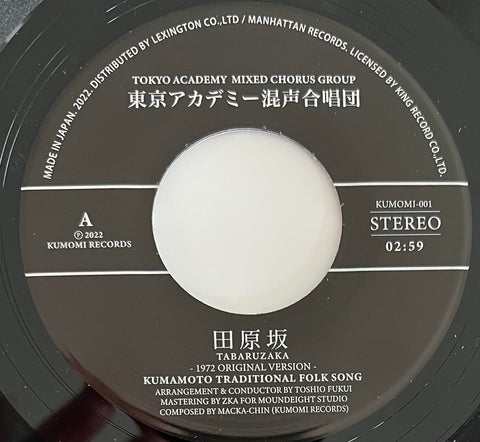 MADE IN JAPAN. 2022. DISTRIBUTED BY LEXINGTON CO.,LTD / MANHATTAN RECORDS. LICENSED BY KING RECORD CO.,LTD.
TOKYO ACADEMY MIXED CHORUS GROUP
東京アカデミー混声合唱団
A
Ⓟ 2022
KUMOMI RECORDS
KUMOMI-001
STEREO
02:59
田原坂
TABARUZAKA
- 1972 ORIGINAL VERSION -
KUMAMOTO TRADITIONAL FOLK SONG
ARRANGEMENT & CONDUCTOR BY TOSHIO FUKUI
MASTERING BY ZKA FOR MOUNDEIGHT STUDIO
COMPOSED BY MACKA-CHIN (KUMOMI RECORDS)